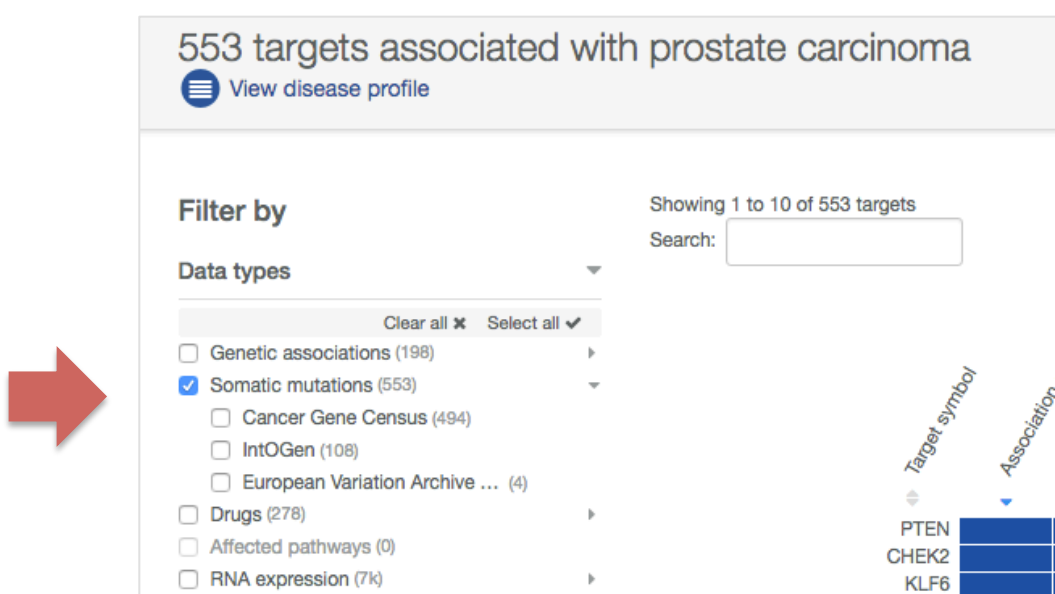 553 targets associated with prostate carcinoma
View disease profile
Filter by
Data types
Clear all ✖ Select all ✔
Genetic associations (198)
Somatic mutations (553)
Cancer Gene Census (494)
IntOGen (108)
European Variation Archive ... (4)
Drugs (278)
Affected pathways (0)
RNA expression (7k)
Showing 1 to 10 of 553 targets
Search:
Target symbol
Association
PTEN
CHEK2
KLF6